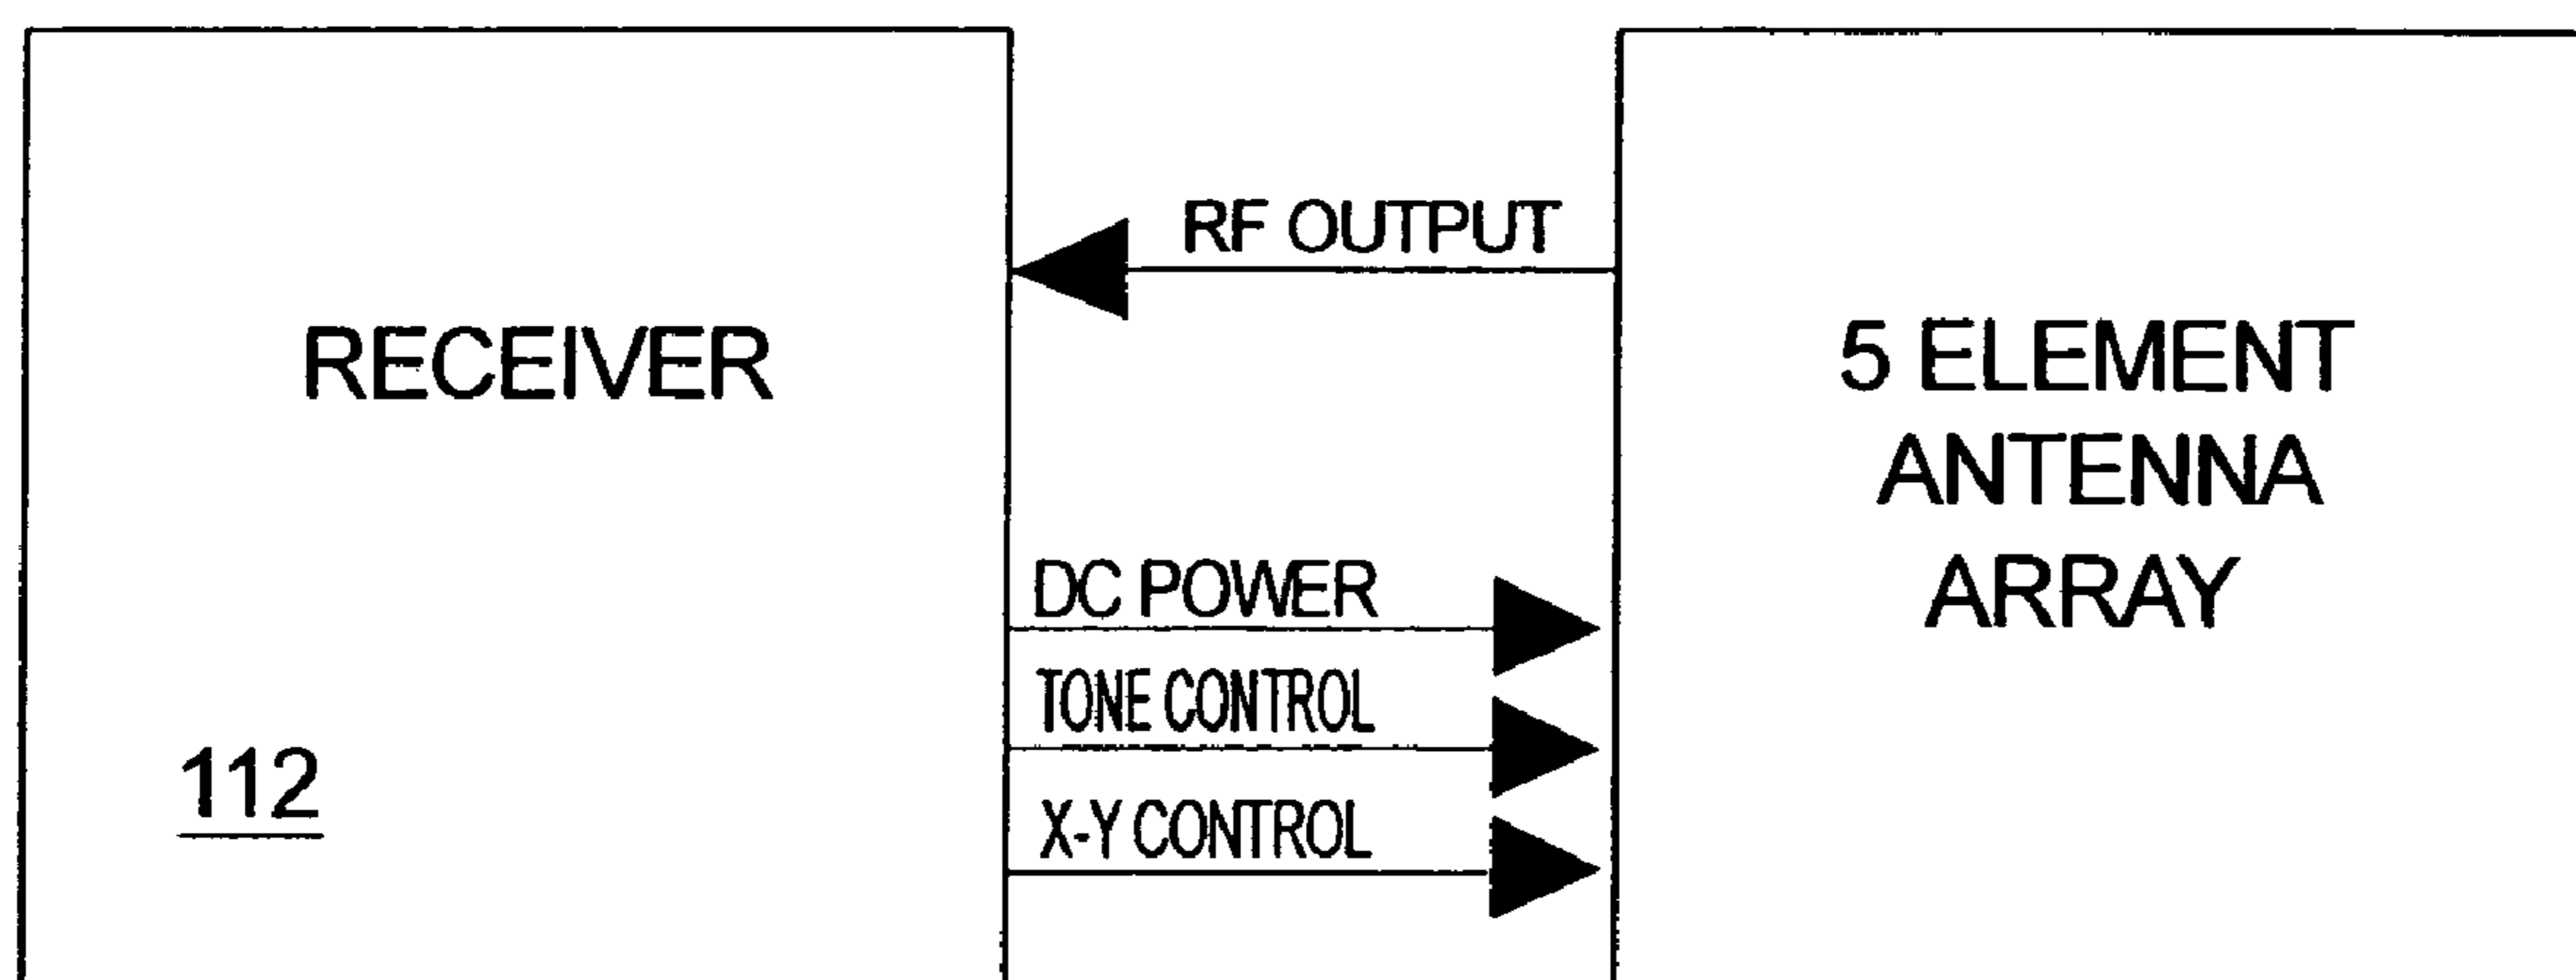 RF OUTPUT
RECEIVER
5 ELEMENT
ANTENNA
ARRAY
DC POWER
TONE CONTROL
X-Y CONTROL
112